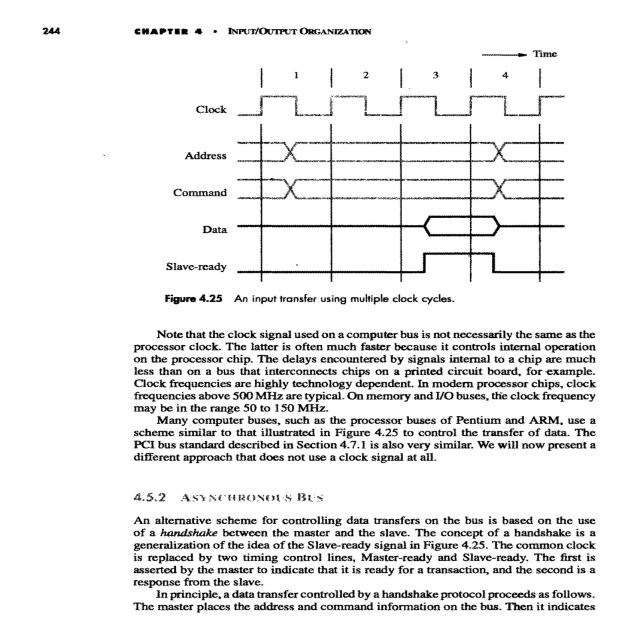 244 CHAPTER 4 • INPUT/OUTPUT ORGANIZATION
Time
1 2 3 4
Clock
Address
Command
Data
Slave-ready
Figure 4.25 An input transfer using multiple clock cycles.
Note that the clock signal used on a computer bus is not necessarily the same as the
processor clock. The latter is often much faster because it controls internal operation
on the processor chip. The delays encountered by signals internal to a chip are much
less than on a bus that interconnects chips on a printed circuit board, for example.
Clock frequencies are highly technology dependent. In modern processor chips, clock
frequencies above 500 MHz are typical. On memory and I/O buses, the clock frequency
may be in the range 50 to 150 MHz.
Many computer buses, such as the processor buses of Pentium and ARM, use a
scheme similar to that illustrated in Figure 4.25 to control the transfer of data. The
PCI bus standard described in Section 4.7.1 is also very similar. We will now present a
different approach that does not use a clock signal at all.
4.5.2 ASYNCHRONOUS BUS
An alternative scheme for controlling data transfers on the bus is based on the use
of a handshake between the master and the slave. The concept of a handshake is a
generalization of the idea of the Slave-ready signal in Figure 4.25. The common clock
is replaced by two timing control lines, Master-ready and Slave-ready. The first is
asserted by the master to indicate that it is ready for a transaction, and the second is a
response from the slave.
In principle, a data transfer controlled by a handshake protocol proceeds as follows.
The master places the address and command information on the bus. Then it indicates